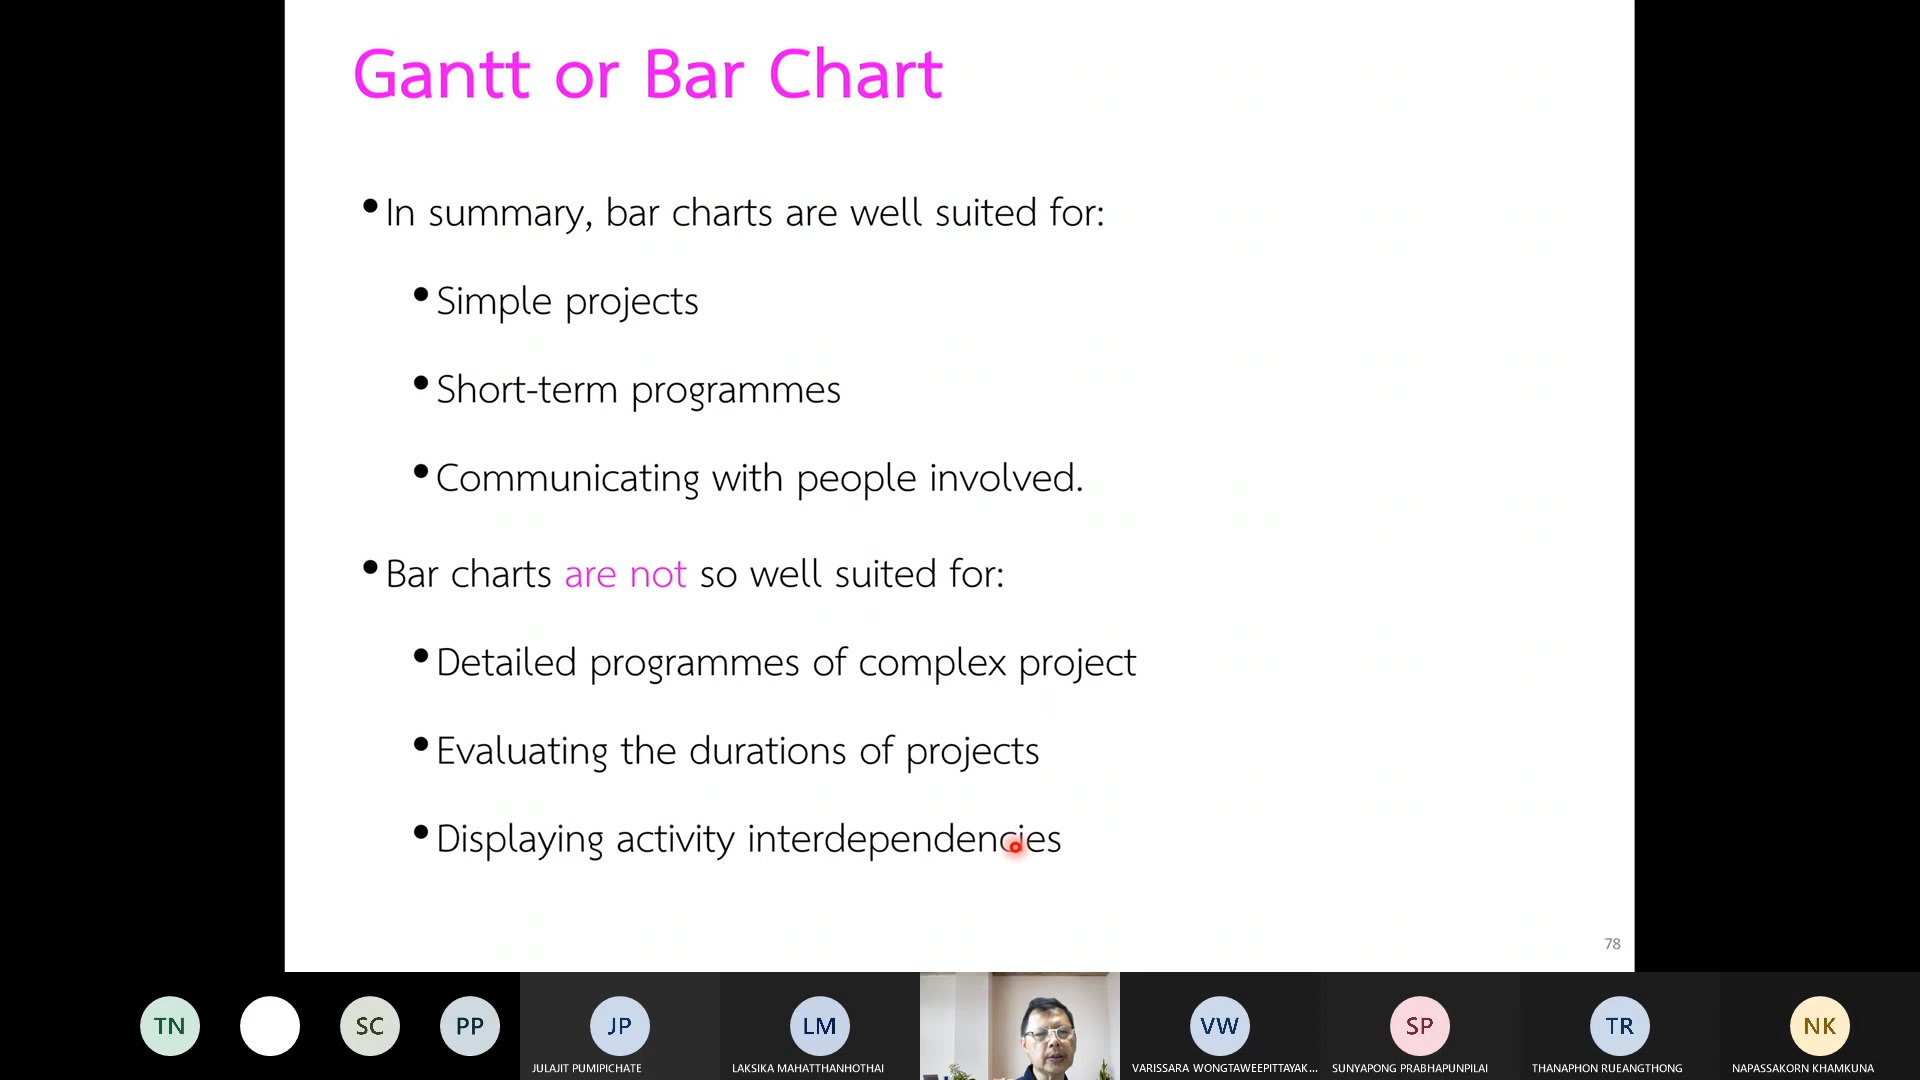 Gantt or Bar Chart
•In summary, bar charts are well suited for:
•Simple projects
•Short-term programmes
•Communicating with people involved.
•Bar charts are not so well suited for:
•Detailed programmes of complex project
•Evaluating the durations of projects
•Displaying activity interdependencies
78
TN
SC
PP
JP
LM
VW
SP
TR
NK
JULAJIT PUMIPICHATE
LAKSIKA MAHATTHANHOTHAI
VARISSARA WONGTAWEEPITTAYAK...
SUNYAPONG PRABHAPUNPILAI
THANAPHON RUEANGTHONG
NAPASSAKORN KHAMKUNA